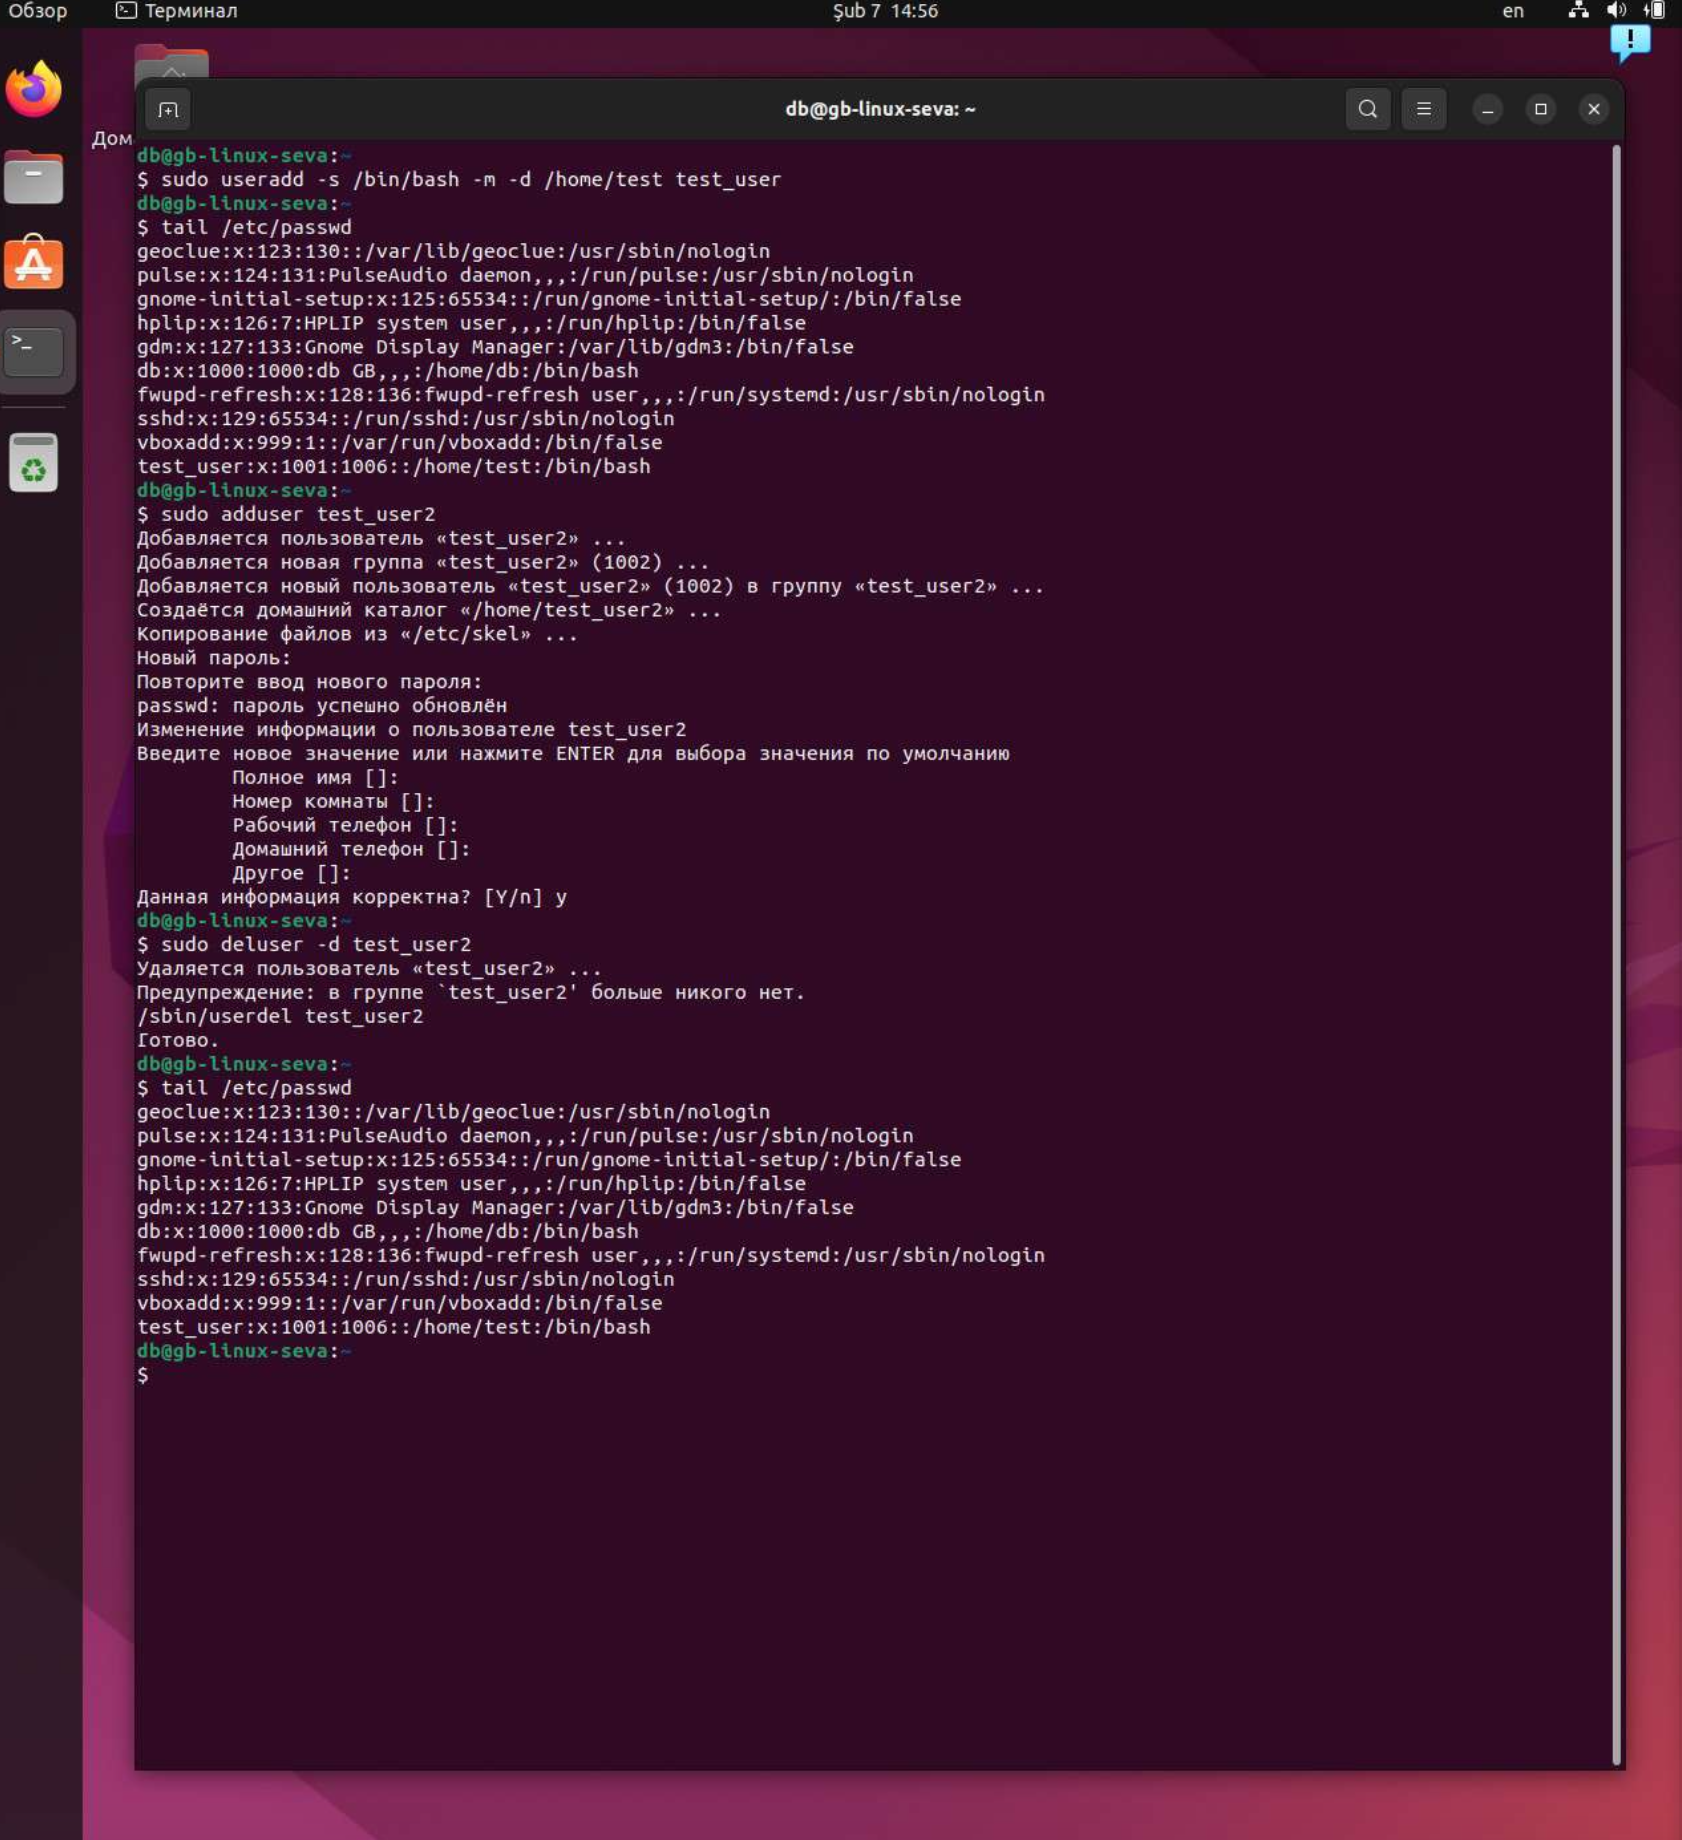 Обзор
Терминал
Şub 7 14:56
en
Дом
db@gb-linux-seva: ~
db@gb-linux-seva:~
$ sudo useradd -s /bin/bash -m -d /home/test test_user
db@gb-linux-seva:~
$ tail /etc/passwd
geoclue:x:123:130::/var/lib/geoclue:/usr/sbin/nologin
pulse:x:124:131:PulseAudio daemon,,,:/run/pulse:/usr/sbin/nologin
gnome-initial-setup:x:125:65534::/run/gnome-initial-setup/:/bin/false
hplip:x:126:7:HPLIP system user,,,:/run/hplip:/bin/false
gdm:x:127:133:Gnome Display Manager:/var/lib/gdm3:/bin/false
db:x:1000:1000:db GB,,,:/home/db:/bin/bash
fwupd-refresh:x:128:136:fwupd-refresh user,,,:/run/systemd:/usr/sbin/nologin
sshd:x:129:65534::/run/sshd:/usr/sbin/nologin
vboxadd:x:999:1::/var/run/vboxadd:/bin/false
test_user:x:1001:1006::/home/test:/bin/bash
db@gb-linux-seva:~
$ sudo adduser test_user2
Добавляется пользователь «test_user2» ...
Добавляется новая группа «test_user2» (1002) ...
Добавляется новый пользователь «test_user2» (1002) в группу «test_user2» ...
Создаётся домашний каталог «/home/test_user2» ...
Копирование файлов из «/etc/skel» ...
Новый пароль:
Повторите ввод нового пароля:
passwd: пароль успешно обновлён
Изменение информации о пользователе test_user2
Введите новое значение или нажмите ENTER для выбора значения по умолчанию
Полное имя []:
Номер комнаты []:
Рабочий телефон []:
Домашний телефон []:
Другое []:
Данная информация корректна? [Y/n] y
db@gb-linux-seva:~
$ sudo deluser -d test_user2
Удаляется пользователь «test_user2» ...
Предупреждение: в группе `test_user2' больше никого нет.
/sbin/userdel test_user2
Готово.
db@gb-linux-seva:~
$ tail /etc/passwd
geoclue:x:123:130::/var/lib/geoclue:/usr/sbin/nologin
pulse:x:124:131:PulseAudio daemon,,,:/run/pulse:/usr/sbin/nologin
gnome-initial-setup:x:125:65534::/run/gnome-initial-setup/:/bin/false
hplip:x:126:7:HPLIP system user,,,:/run/hplip:/bin/false
gdm:x:127:133:Gnome Display Manager:/var/lib/gdm3:/bin/false
db:x:1000:1000:db GB,,,:/home/db:/bin/bash
fwupd-refresh:x:128:136:fwupd-refresh user,,,:/run/systemd:/usr/sbin/nologin
sshd:x:129:65534::/run/sshd:/usr/sbin/nologin
vboxadd:x:999:1::/var/run/vboxadd:/bin/false
test_user:x:1001:1006::/home/test:/bin/bash
db@gb-linux-seva:~
$